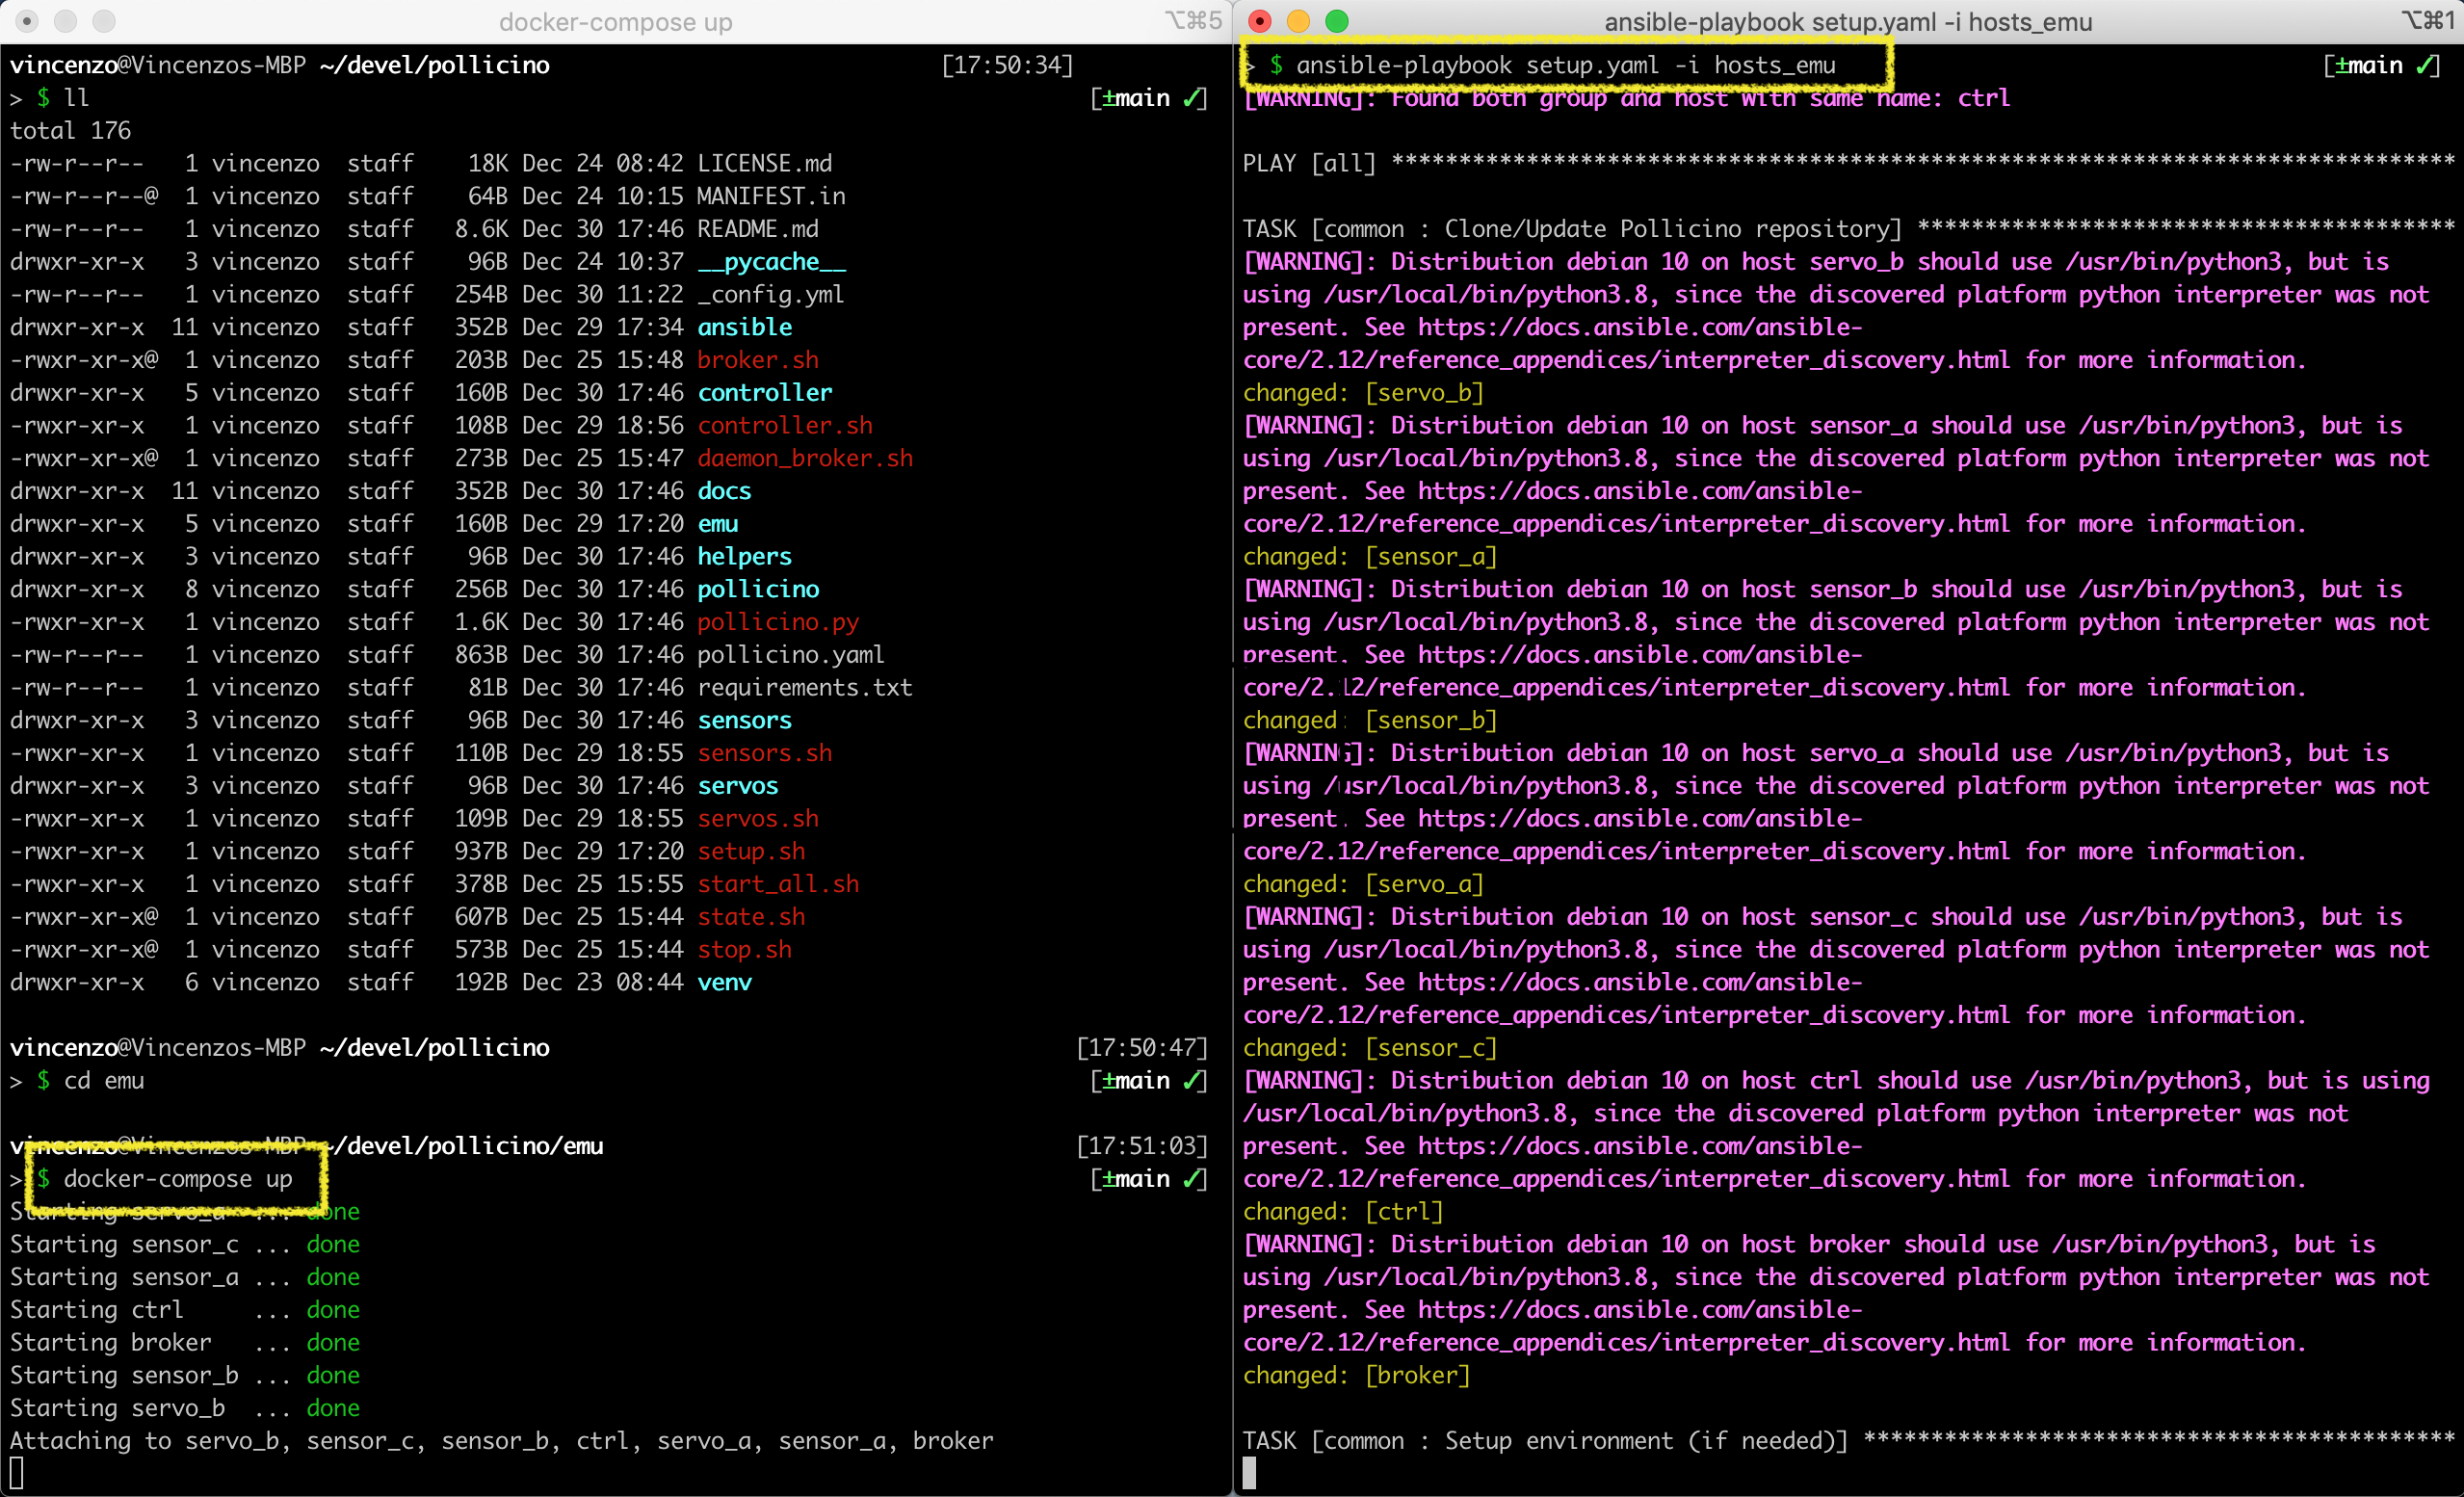 docker-compose up
⌥⌘5
vincenzo@Vincenzos-MBP ~/devel/pollicino [17:50:34]
> $ ll [±main ✓]
total 176
-rw-r--r-- 1 vincenzo staff 18K Dec 24 08:42 LICENSE.md
-rw-r--r--@ 1 vincenzo staff 64B Dec 24 10:15 MANIFEST.in
-rw-r--r-- 1 vincenzo staff 8.6K Dec 30 17:46 README.md
drwxr-xr-x 3 vincenzo staff 96B Dec 24 10:37 __pycache__
-rw-r--r-- 1 vincenzo staff 254B Dec 30 11:22 _config.yml
drwxr-xr-x 11 vincenzo staff 352B Dec 29 17:34 ansible
-rwxr-xr-x@ 1 vincenzo staff 203B Dec 25 15:48 broker.sh
drwxr-xr-x 5 vincenzo staff 160B Dec 30 17:46 controller
-rwxr-xr-x 1 vincenzo staff 108B Dec 29 18:56 controller.sh
-rwxr-xr-x@ 1 vincenzo staff 273B Dec 25 15:47 daemon_broker.sh
drwxr-xr-x 11 vincenzo staff 352B Dec 30 17:46 docs
drwxr-xr-x 5 vincenzo staff 160B Dec 29 17:20 emu
drwxr-xr-x 3 vincenzo staff 96B Dec 30 17:46 helpers
drwxr-xr-x 8 vincenzo staff 256B Dec 30 17:46 pollicino
-rwxr-xr-x 1 vincenzo staff 1.6K Dec 30 17:46 pollicino.py
-rw-r--r-- 1 vincenzo staff 863B Dec 30 17:46 pollicino.yaml
-rw-r--r-- 1 vincenzo staff 81B Dec 30 17:46 requirements.txt
drwxr-xr-x 3 vincenzo staff 96B Dec 30 17:46 sensors
-rwxr-xr-x 1 vincenzo staff 110B Dec 29 18:55 sensors.sh
drwxr-xr-x 3 vincenzo staff 96B Dec 30 17:46 servos
-rwxr-xr-x 1 vincenzo staff 109B Dec 29 18:55 servos.sh
-rwxr-xr-x 1 vincenzo staff 937B Dec 29 17:20 setup.sh
-rwxr-xr-x 1 vincenzo staff 378B Dec 25 15:55 start_all.sh
-rwxr-xr-x@ 1 vincenzo staff 607B Dec 25 15:44 state.sh
-rwxr-xr-x@ 1 vincenzo staff 573B Dec 25 15:44 stop.sh
drwxr-xr-x 6 vincenzo staff 192B Dec 23 08:44 venv
vincenzo@Vincenzos-MBP ~/devel/pollicino [17:50:47]
> $ cd emu [±main ✓]
vincenzo@Vincenzos-MBP ~/devel/pollicino/emu [17:51:03]
> $ docker-compose up [±main ✓]
Starting servo_a ... done
Starting sensor_c ... done
Starting sensor_a ... done
Starting ctrl ... done
Starting broker ... done
Starting sensor_b ... done
Starting servo_b ... done
Attaching to servo_b, sensor_c, sensor_b, ctrl, servo_a, sensor_a, broker
ansible-playbook setup.yaml -i hosts_emu
⌥⌘1
> $ ansible-playbook setup.yaml -i hosts_emu [±main ✓]
[WARNING]: Found both group and host with same name: ctrl
PLAY [all] *******************************************************************************
TASK [common : Clone/Update Pollicino repository] ****************************************
[WARNING]: Distribution debian 10 on host servo_b should use /usr/bin/python3, but is
using /usr/local/bin/python3.8, since the discovered platform python interpreter was not
present. See https://docs.ansible.com/ansible-
core/2.12/reference_appendices/interpreter_discovery.html for more information.
changed: [servo_b]
[WARNING]: Distribution debian 10 on host sensor_a should use /usr/bin/python3, but is
using /usr/local/bin/python3.8, since the discovered platform python interpreter was not
present. See https://docs.ansible.com/ansible-
core/2.12/reference_appendices/interpreter_discovery.html for more information.
changed: [sensor_a]
[WARNING]: Distribution debian 10 on host sensor_b should use /usr/bin/python3, but is
using /usr/local/bin/python3.8, since the discovered platform python interpreter was not
present. See https://docs.ansible.com/ansible-
core/2.12/reference_appendices/interpreter_discovery.html for more information.
changed: [sensor_b]
[WARNING]: Distribution debian 10 on host servo_a should use /usr/bin/python3, but is
using /usr/local/bin/python3.8, since the discovered platform python interpreter was not
present. See https://docs.ansible.com/ansible-
core/2.12/reference_appendices/interpreter_discovery.html for more information.
changed: [servo_a]
[WARNING]: Distribution debian 10 on host sensor_c should use /usr/bin/python3, but is
using /usr/local/bin/python3.8, since the discovered platform python interpreter was not
present. See https://docs.ansible.com/ansible-
core/2.12/reference_appendices/interpreter_discovery.html for more information.
changed: [sensor_c]
[WARNING]: Distribution debian 10 on host ctrl should use /usr/bin/python3, but is using
/usr/local/bin/python3.8, since the discovered platform python interpreter was not
present. See https://docs.ansible.com/ansible-
core/2.12/reference_appendices/interpreter_discovery.html for more information.
changed: [ctrl]
[WARNING]: Distribution debian 10 on host broker should use /usr/bin/python3, but is
using /usr/local/bin/python3.8, since the discovered platform python interpreter was not
present. See https://docs.ansible.com/ansible-
core/2.12/reference_appendices/interpreter_discovery.html for more information.
changed: [broker]
TASK [common : Setup environment (if needed)] ********************************************